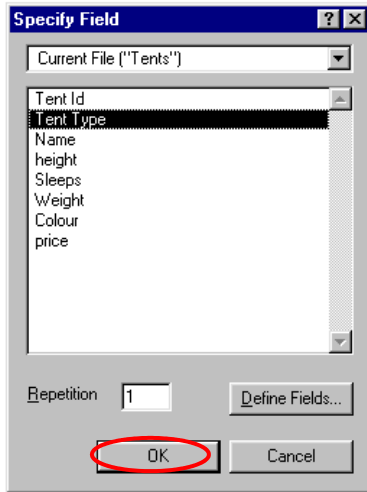 Specify Field
Current File ("Tents")
Tent Id
Tent Type
Name
height
Sleeps
Weight
Colour
price
Repetition 1 Define Fields...
OK Cancel